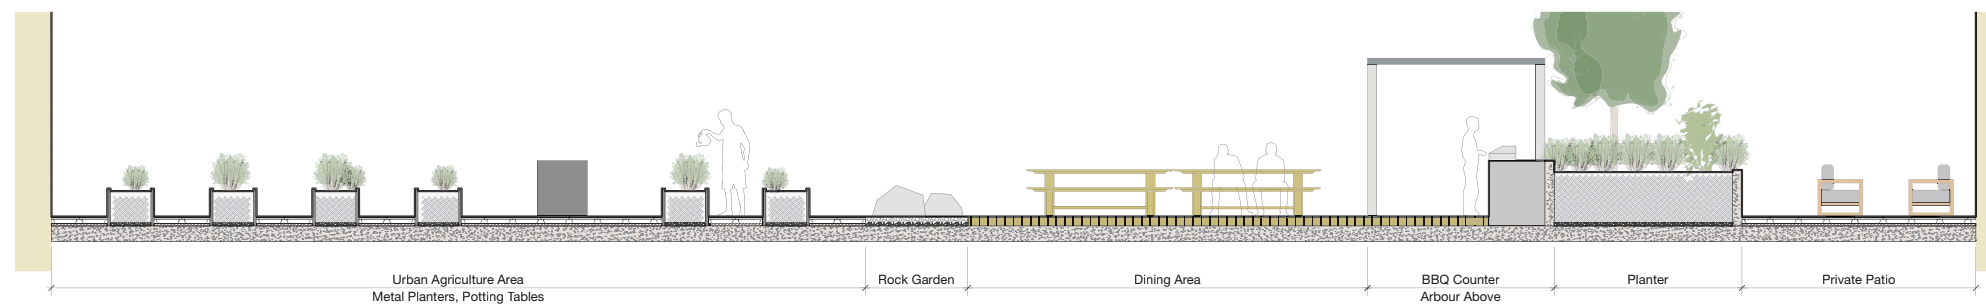 Urban Agriculture Area
Metal Planters, Potting Tables
Rock Garden
Dining Area
BBQ Counter
Arbour Above
Planter
Private Patio